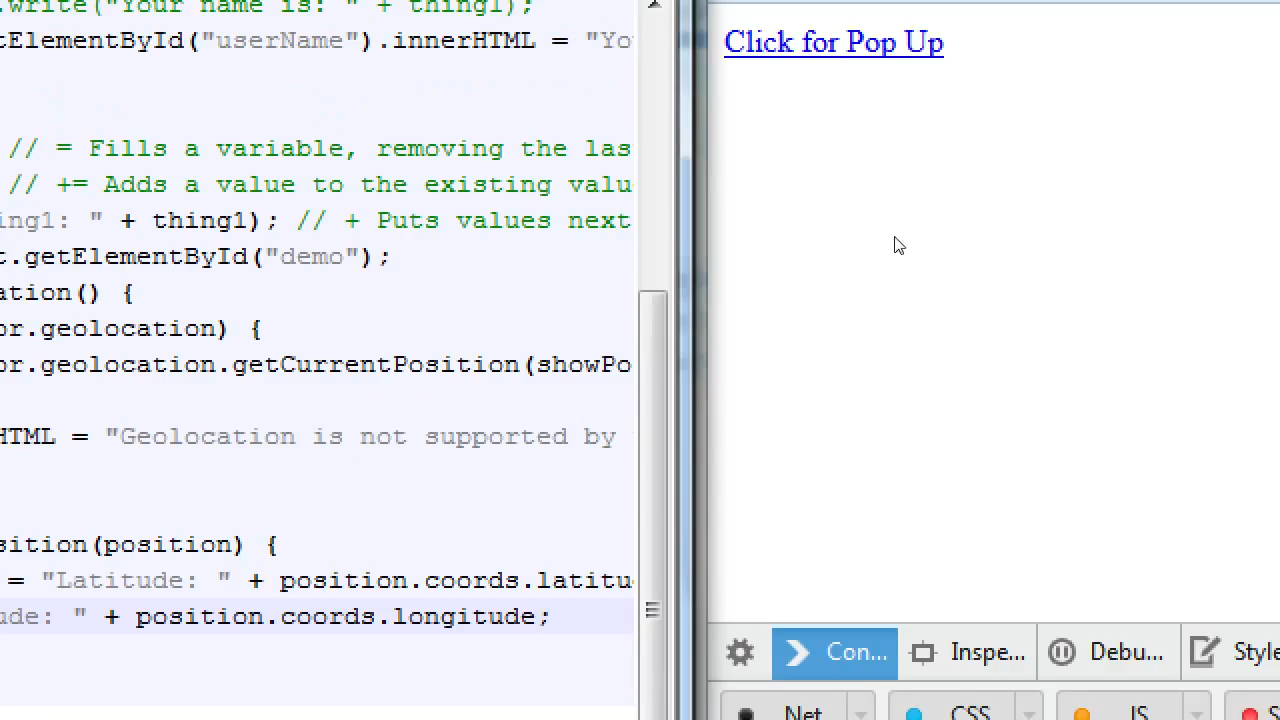 .write("Your name is: " + thing1);
tElementById("userName").innerHTML = "Yo
// = Fills a variable, removing the las
// += Adds a value to the existing valu
ing1: " + thing1); // + Puts values next
t.getElementById("demo");
ation() {
or.geolocation) {
or.geolocation.getCurrentPosition(showPo
HTML = "Geolocation is not supported by
sition(position) {
= "Latitude: " + position.coords.latitu
ude: " + position.coords.longitude;
Click for Pop Up
Con... Inspe... Debu... Style
Net CSS JS S